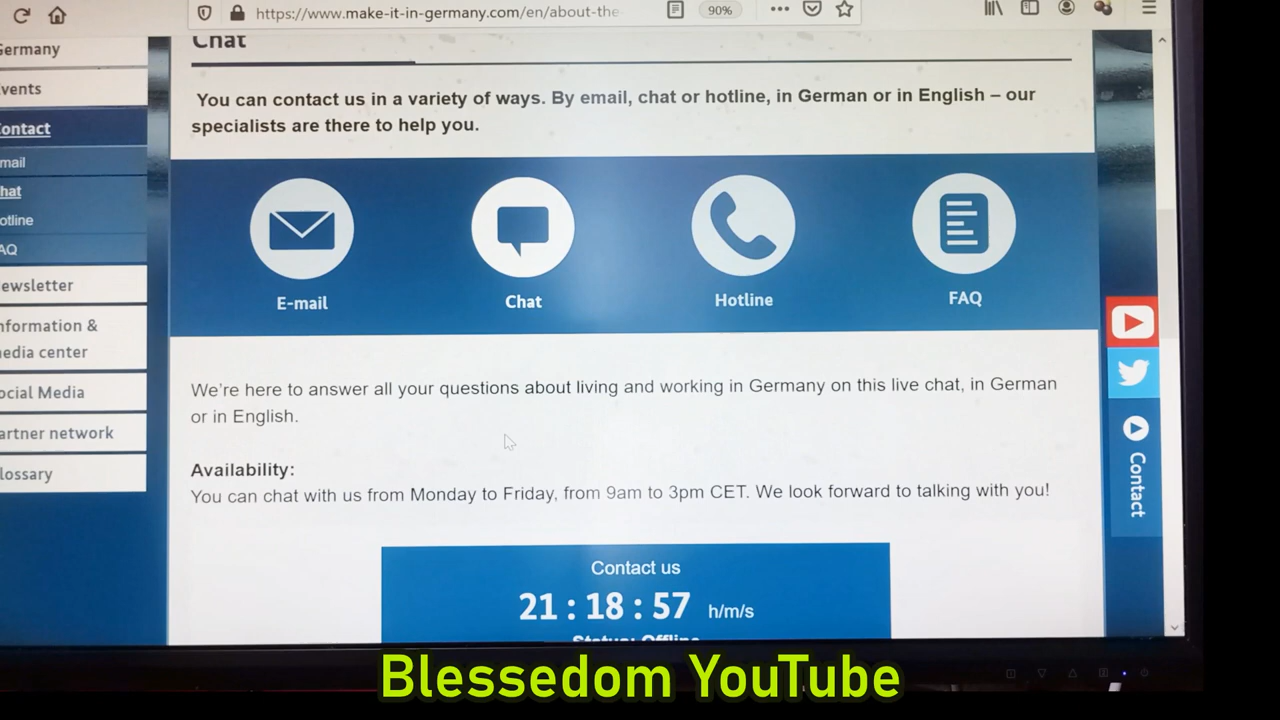 https://www.make-it-in-germany.com/en/about-the
90%
Chat
Germany
Events
Contact
You can contact us in a variety of ways. By email, chat or hotline, in German or in English – our
specialists are there to help you.
mail
hat
otline
AQ
ewsletter
nformation &
edia center
ocial Media
artner network
lossary
E-mail
Chat
Hotline
FAQ
We're here to answer all your questions about living and working in Germany on this live chat, in German
or in English.
Availability:
You can chat with us from Monday to Friday, from 9am to 3pm CET. We look forward to talking with you!
Contact
Contact us
21 : 18 : 57 h/m/s
Status: Offline
Blessedom YouTube